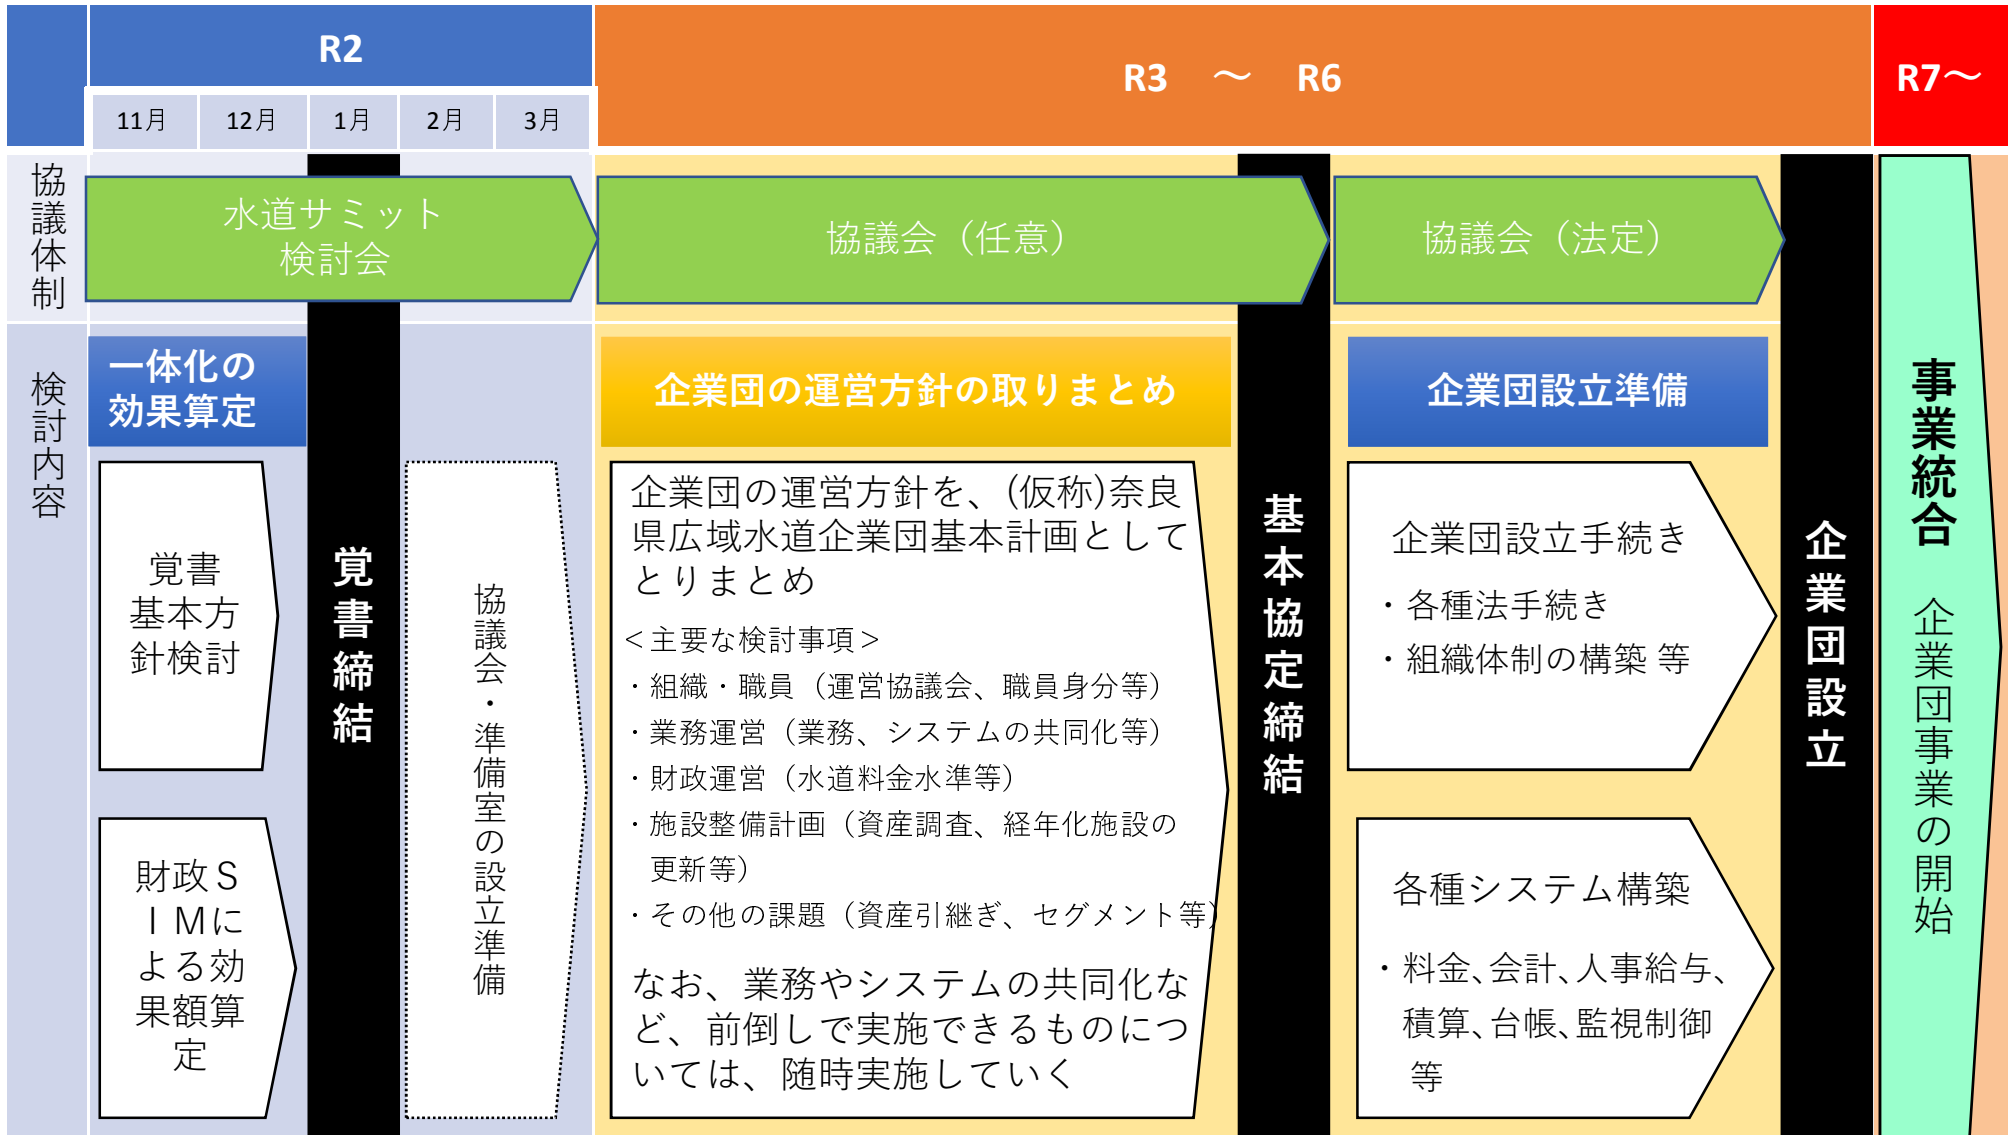 R2
R3 ～ R6
R7～
11月
12月
1月
2月
3月
協議体制
水道サミット
検討会
協議会（任意）
協議会（法定）
検討内容
一体化の
効果算定
覚書
基本方
針検討
財政Ｓ
ＩＭに
よる効
果額算
定
覚書締結
協議会・準備室の設立準備
企業団の運営方針の取りまとめ
企業団の運営方針を、(仮称)奈良
県広域水道企業団基本計画として
とりまとめ
＜主要な検討事項＞
・組織・職員（運営協議会、職員身分等）
・業務運営（業務、システムの共同化等）
・財政運営（水道料金水準等）
・施設整備計画（資産調査、経年化施設の
更新等）
・その他の課題（資産引継ぎ、セグメント等）
なお、業務やシステムの共同化な
ど、前倒しで実施できるものについ
いては、随時実施していく
基本協定締結
企業団設立準備
企業団設立手続き
・各種法手続き
・組織体制の構築 等
各種システム構築
・料金、会計、人事給与、
積算、台帳、監視制御
等
企業団設立
事業統合 企業団事業の開始